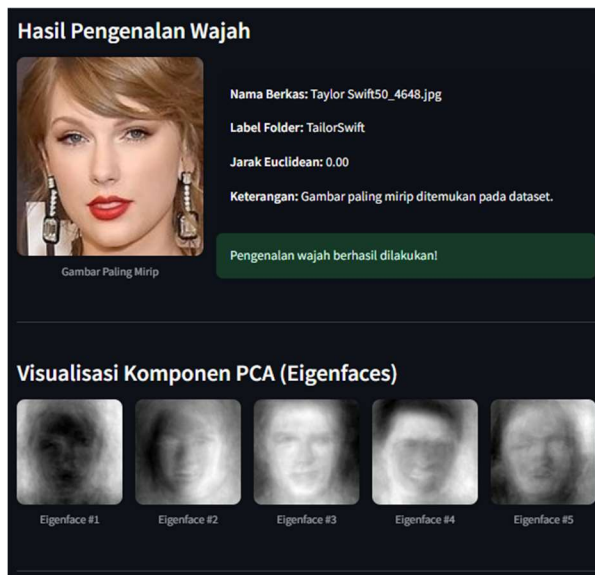 Hasil Pengenalan Wajah
Nama Berkas: Taylor Swift50_4648.jpg
Label Folder: TailorSwift
Jarak Euclidean: 0.00
Keterangan: Gambar paling mirip ditemukan pada dataset.
Pengenalan wajah berhasil dilakukan!
Gambar Paling Mirip
Visualisasi Komponen PCA (Eigenfaces)
Eigenface #1
Eigenface #2
Eigenface #3
Eigenface #4
Eigenface #5